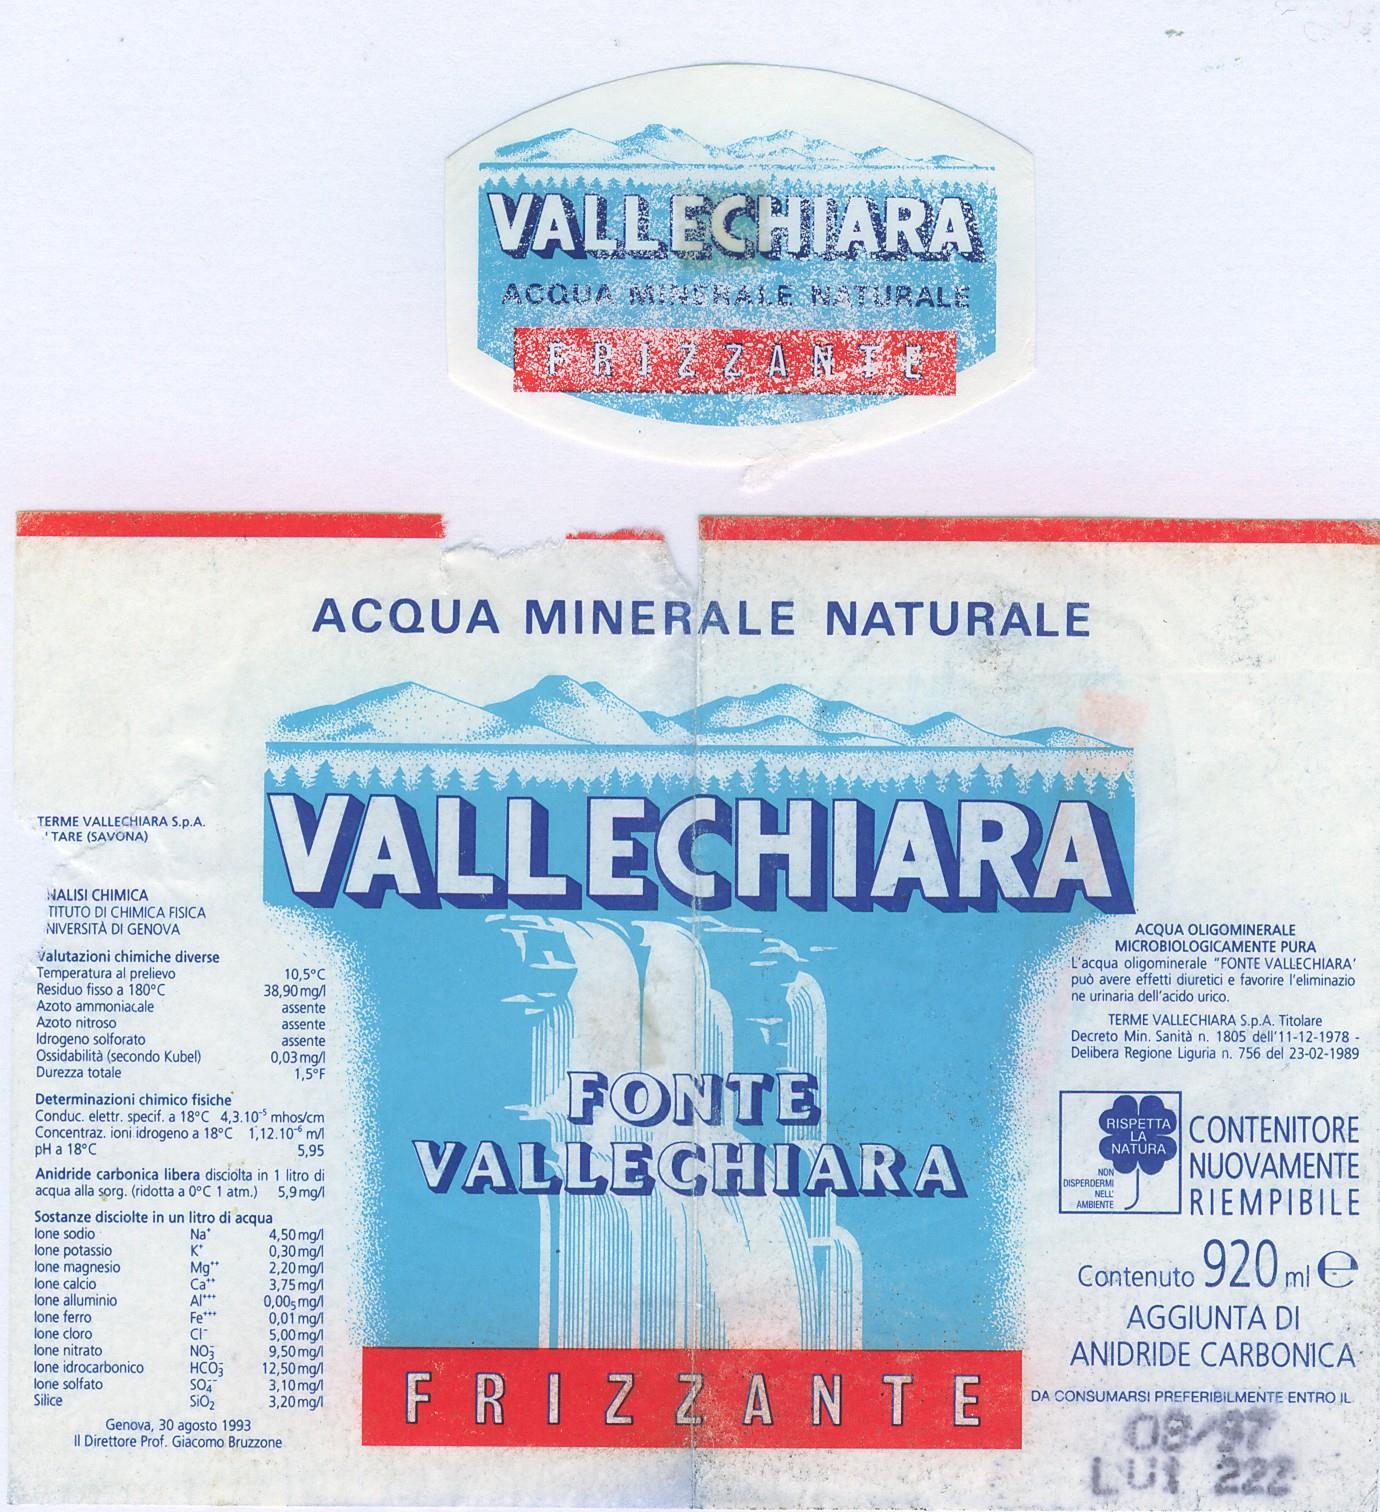 VALLECHIARA
ACQUA MINERALE NATURALE
FRIZZANTE
ACQUA MINERALE NATURALE
VALLECHIARA
FONTE
VALLECHIARA
FRIZZANTE
TERME VALLECHIARA S.p.A.
TARE (SAVONA)
NALISI CHIMICA
TITUTO DI CHIMICA FISICA
NIVERSITÀ DI GENOVA
Valutazioni chimiche diverse
Temperatura al prelievo 10,5°C
Residuo fisso a 180°C 38,90 mg/l
Azoto ammoniacale assente
Azoto nitroso assente
Idrogeno solforato assente
Ossidabilità (secondo Kubel) 0,03 mg/l
Durezza totale 1,5°F
Determinazioni chimico fisiche
Conduc. elettr. specif. a 18°C 4,3.10⁻⁵ mhos/cm
Concentraz. ioni idrogeno a 18°C 1,12.10⁻⁶ m/l
pH a 18°C 5,95
Anidride carbonica libera disciolta in 1 litro di
acqua alla sorg. (ridotta a 0°C 1 atm.) 5,9 mg/l
Sostanze disciolte in un litro di acqua
Ione sodio Na⁺ 4,50 mg/l
Ione potassio K⁺ 0,30 mg/l
Ione magnesio Mg⁺⁺ 2,20 mg/l
Ione calcio Ca⁺⁺ 3,75 mg/l
Ione alluminio Al⁺⁺⁺ 0,005 mg/l
Ione ferro Fe⁺⁺⁺ 0,01 mg/l
Ione cloro Cl⁻ 5,00 mg/l
Ione nitrato NO₃⁻ 9,50 mg/l
Ione idrocarbonico HCO₃⁻ 12,50 mg/l
Ione solfato SO₄⁻⁻ 3,10 mg/l
Silice SiO₂ 3,20 mg/l
Genova, 30 agosto 1993
Il Direttore Prof. Giacomo Bruzzone
ACQUA OLIGOMINERALE
MICROBIOLOGICAMENTE PURA
L'acqua oligominerale "FONTE VALLECHIARA'
può avere effetti diuretici e favorire l'eliminazio
ne urinaria dell'acido urico.
TERME VALLECHIARA S.p.A. Titolare
Decreto Min. Sanità n. 1805 dell'11-12-1978 -
Delibera Regione Liguria n. 756 del 23-02-1989
RISPETTA
LA
NATURA
NON
DISPERDERMI
NELL'
AMBIENTE
CONTENITORE
NUOVAMENTE
RIEMPIBILE
Contenuto 920 ml ℮
AGGIUNTA DI
ANIDRIDE CARBONICA
DA CONSUMARSI PREFERIBILMENTE ENTRO IL
08/97
LU1 222